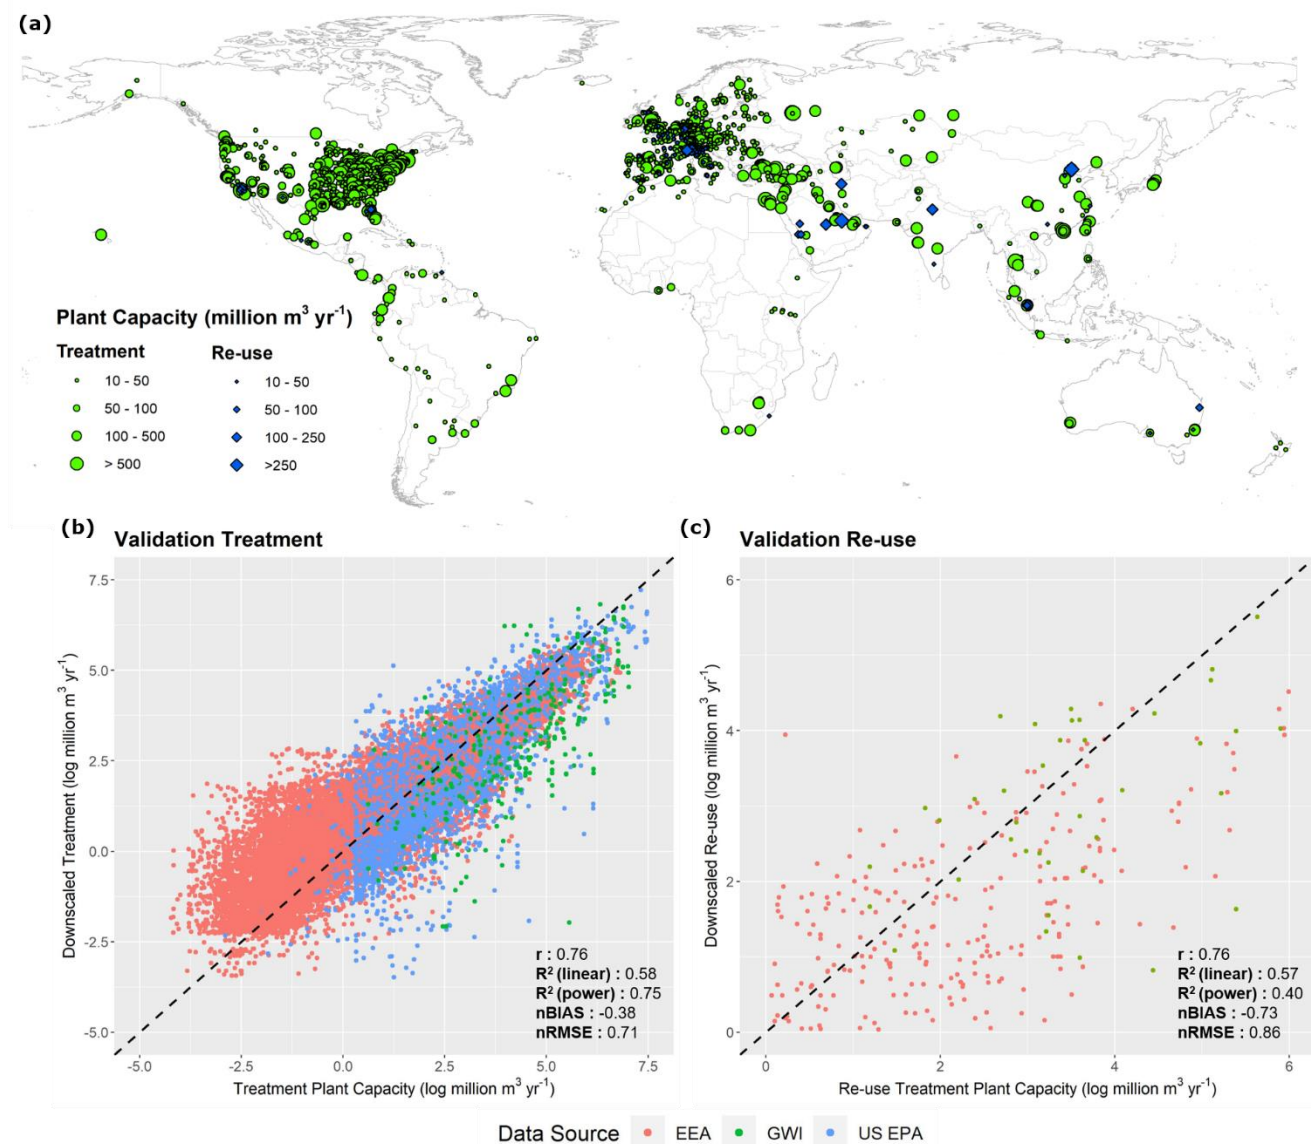 (a)
Plant Capacity (million m³ yr⁻¹)
Treatment
10 - 50
50 - 100
100 - 500
> 500
Re-use
10 - 50
50 - 100
100 - 250
>250
(b)
Validation Treatment
Downscaled Treatment (log million m³ yr⁻¹)
7.5
5.0
2.5
0.0
-2.5
-5.0
r : 0.76
R² (linear) : 0.58
R² (power) : 0.75
nBIAS : -0.38
nRMSE : 0.71
-5.0 -2.5 0.0 2.5 5.0 7.5
Treatment Plant Capacity (log million m³ yr⁻¹)
(c)
Validation Re-use
Downscaled Re-use (log million m³ yr⁻¹)
6
4
2
0
r : 0.76
R² (linear) : 0.57
R² (power) : 0.40
nBIAS : -0.73
nRMSE : 0.86
0 2 4 6
Re-use Treatment Plant Capacity (log million m³ yr⁻¹)
Data Source EEA GWI US EPA